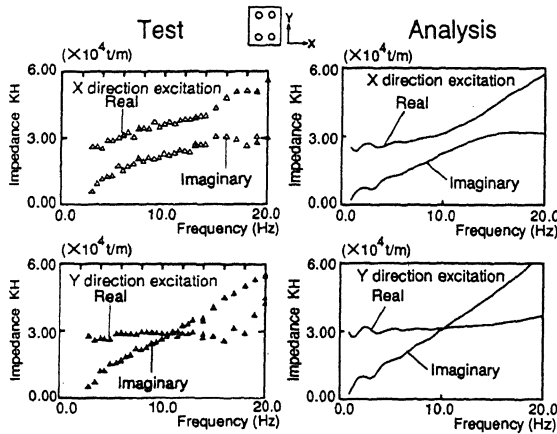 Test
Y
X
Analysis
(×10⁴t/m)
6.00
3.00
0.00
Impedance KH
X direction excitation
Real
Imaginary
0.0
10.0
20.0
Frequency (Hz)
(×10⁴t/m)
6.00
3.00
0.00
Impedance KH
X direction excitation
Real
Imaginary
0.0
10.0
20.0
Frequency (Hz)
(×10⁴t/m)
6.00
3.00
0.00
Impedance KH
Y direction excitation
Real
Imaginary
0.0
10.0
20.0
Frequency (Hz)
(×10⁴t/m)
6.00
3.00
0.00
Impedance KH
Y direction excitation
Real
Imaginary
0.0
10.0
20.0
Frequency (Hz)